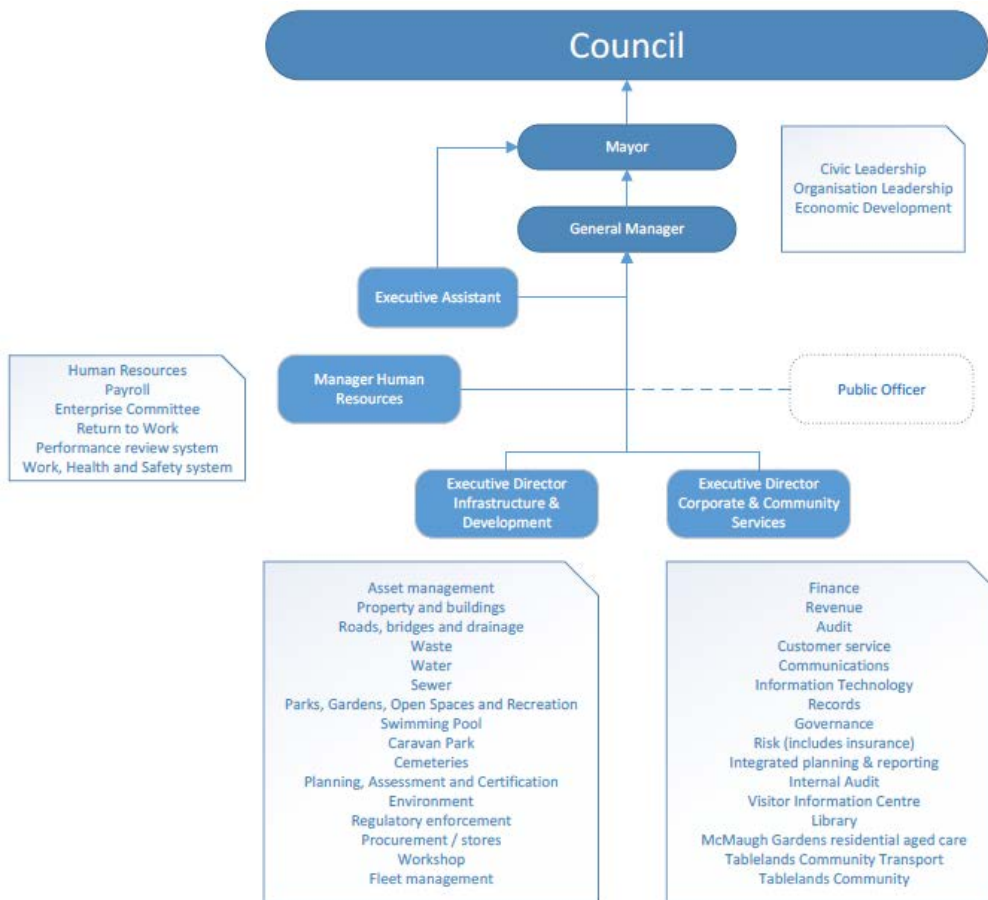 Council
Mayor
Civic Leadership
Organisation Leadership
Economic Development
General Manager
Executive Assistant
Human Resources
Payroll
Enterprise Committee
Return to Work
Performance review system
Work, Health and Safety system
Manager Human
Resources
Public Officer
Executive Director
Infrastructure &
Development
Executive Director
Corporate & Community
Services
Asset management
Property and buildings
Roads, bridges and drainage
Waste
Water
Sewer
Parks, Gardens, Open Spaces and Recreation
Swimming Pool
Caravan Park
Cemeteries
Planning, Assessment and Certification
Environment
Regulatory enforcement
Procurement / stores
Workshop
Fleet management
Finance
Revenue
Audit
Customer service
Communications
Information Technology
Records
Governance
Risk (includes insurance)
Integrated planning & reporting
Internal Audit
Visitor Information Centre
Library
McMaugh Gardens residential aged care
Tablelands Community Transport
Tablelands Community